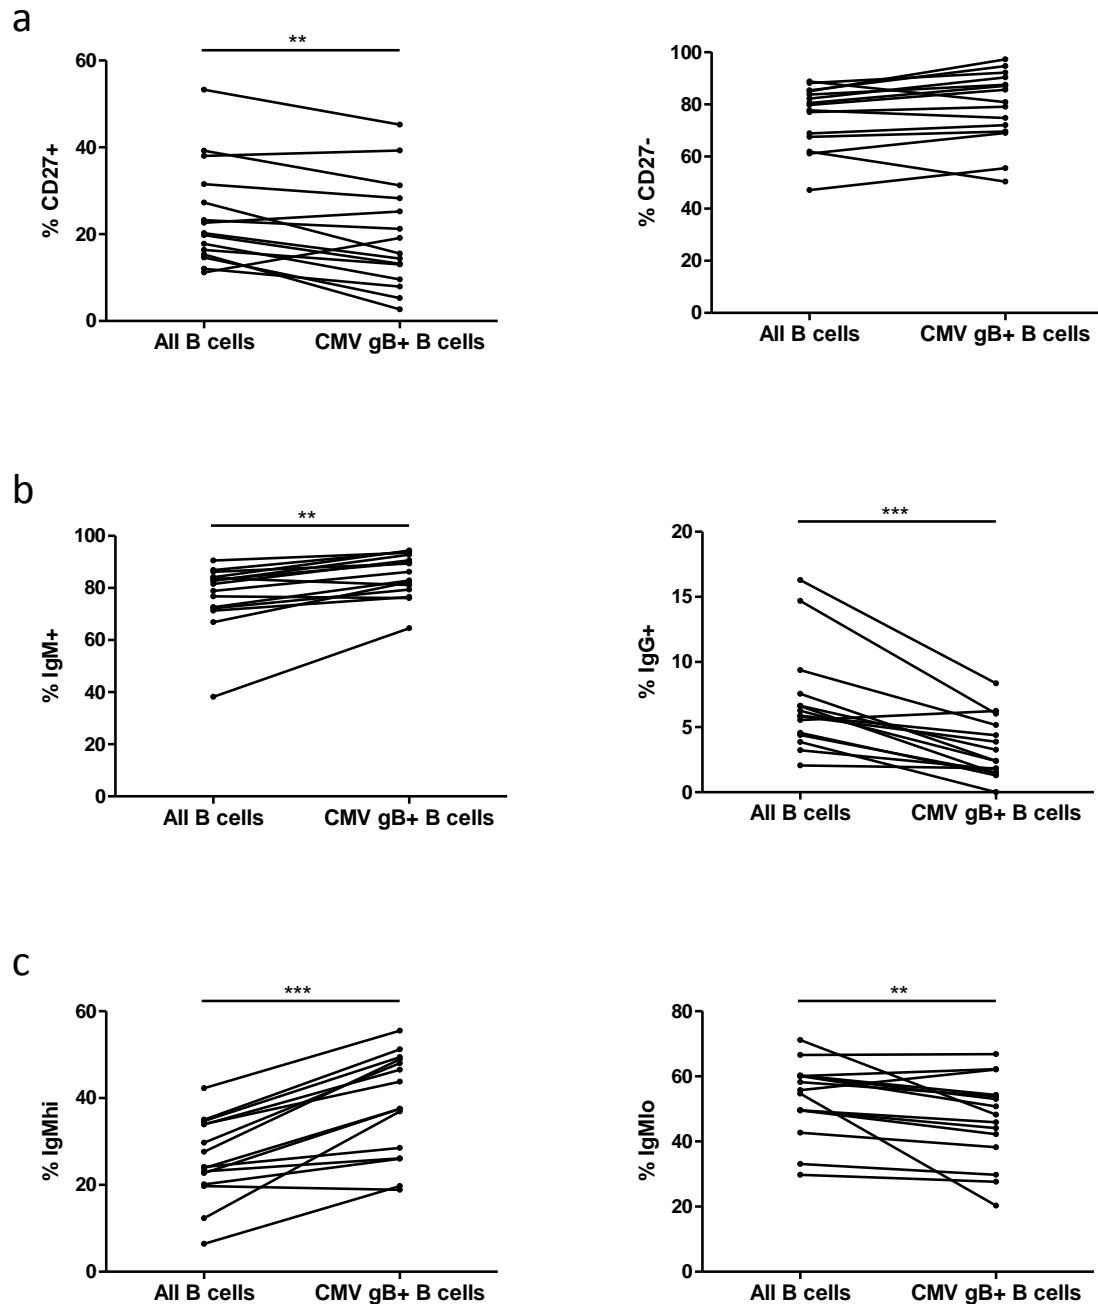 a
**
60
40
20
0
% CD27+
All B cells
CMV gB+ B cells
100
80
60
40
20
0
% CD27-
All B cells
CMV gB+ B cells
b
**
100
80
60
40
20
0
% IgM+
All B cells
CMV gB+ B cells
***
20
15
10
5
0
% IgG+
All B cells
CMV gB+ B cells
c
***
60
40
20
0
% IgMhi
All B cells
CMV gB+ B cells
**
80
60
40
20
0
% IgMlo
All B cells
CMV gB+ B cells